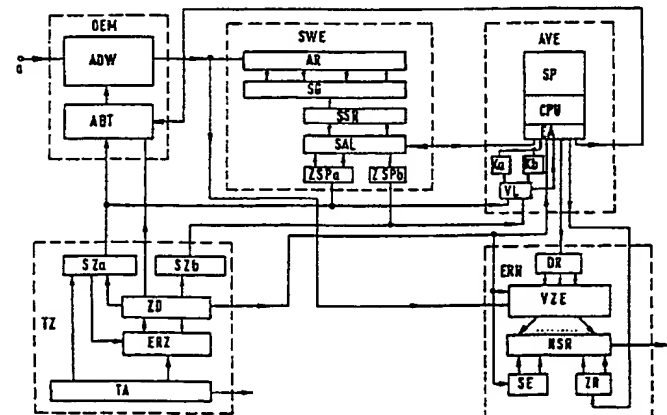 OEM
ADW
a
ABT
SWE
AR
SG
SSR
SAL
ZSPa
ZSPb
AVE
SP
CPU
EA
Ka
Kb
VL
TZ
SZa
SZb
ZD
ERZ
TA
ERR
DR
VZE
NSR
SE
ZR